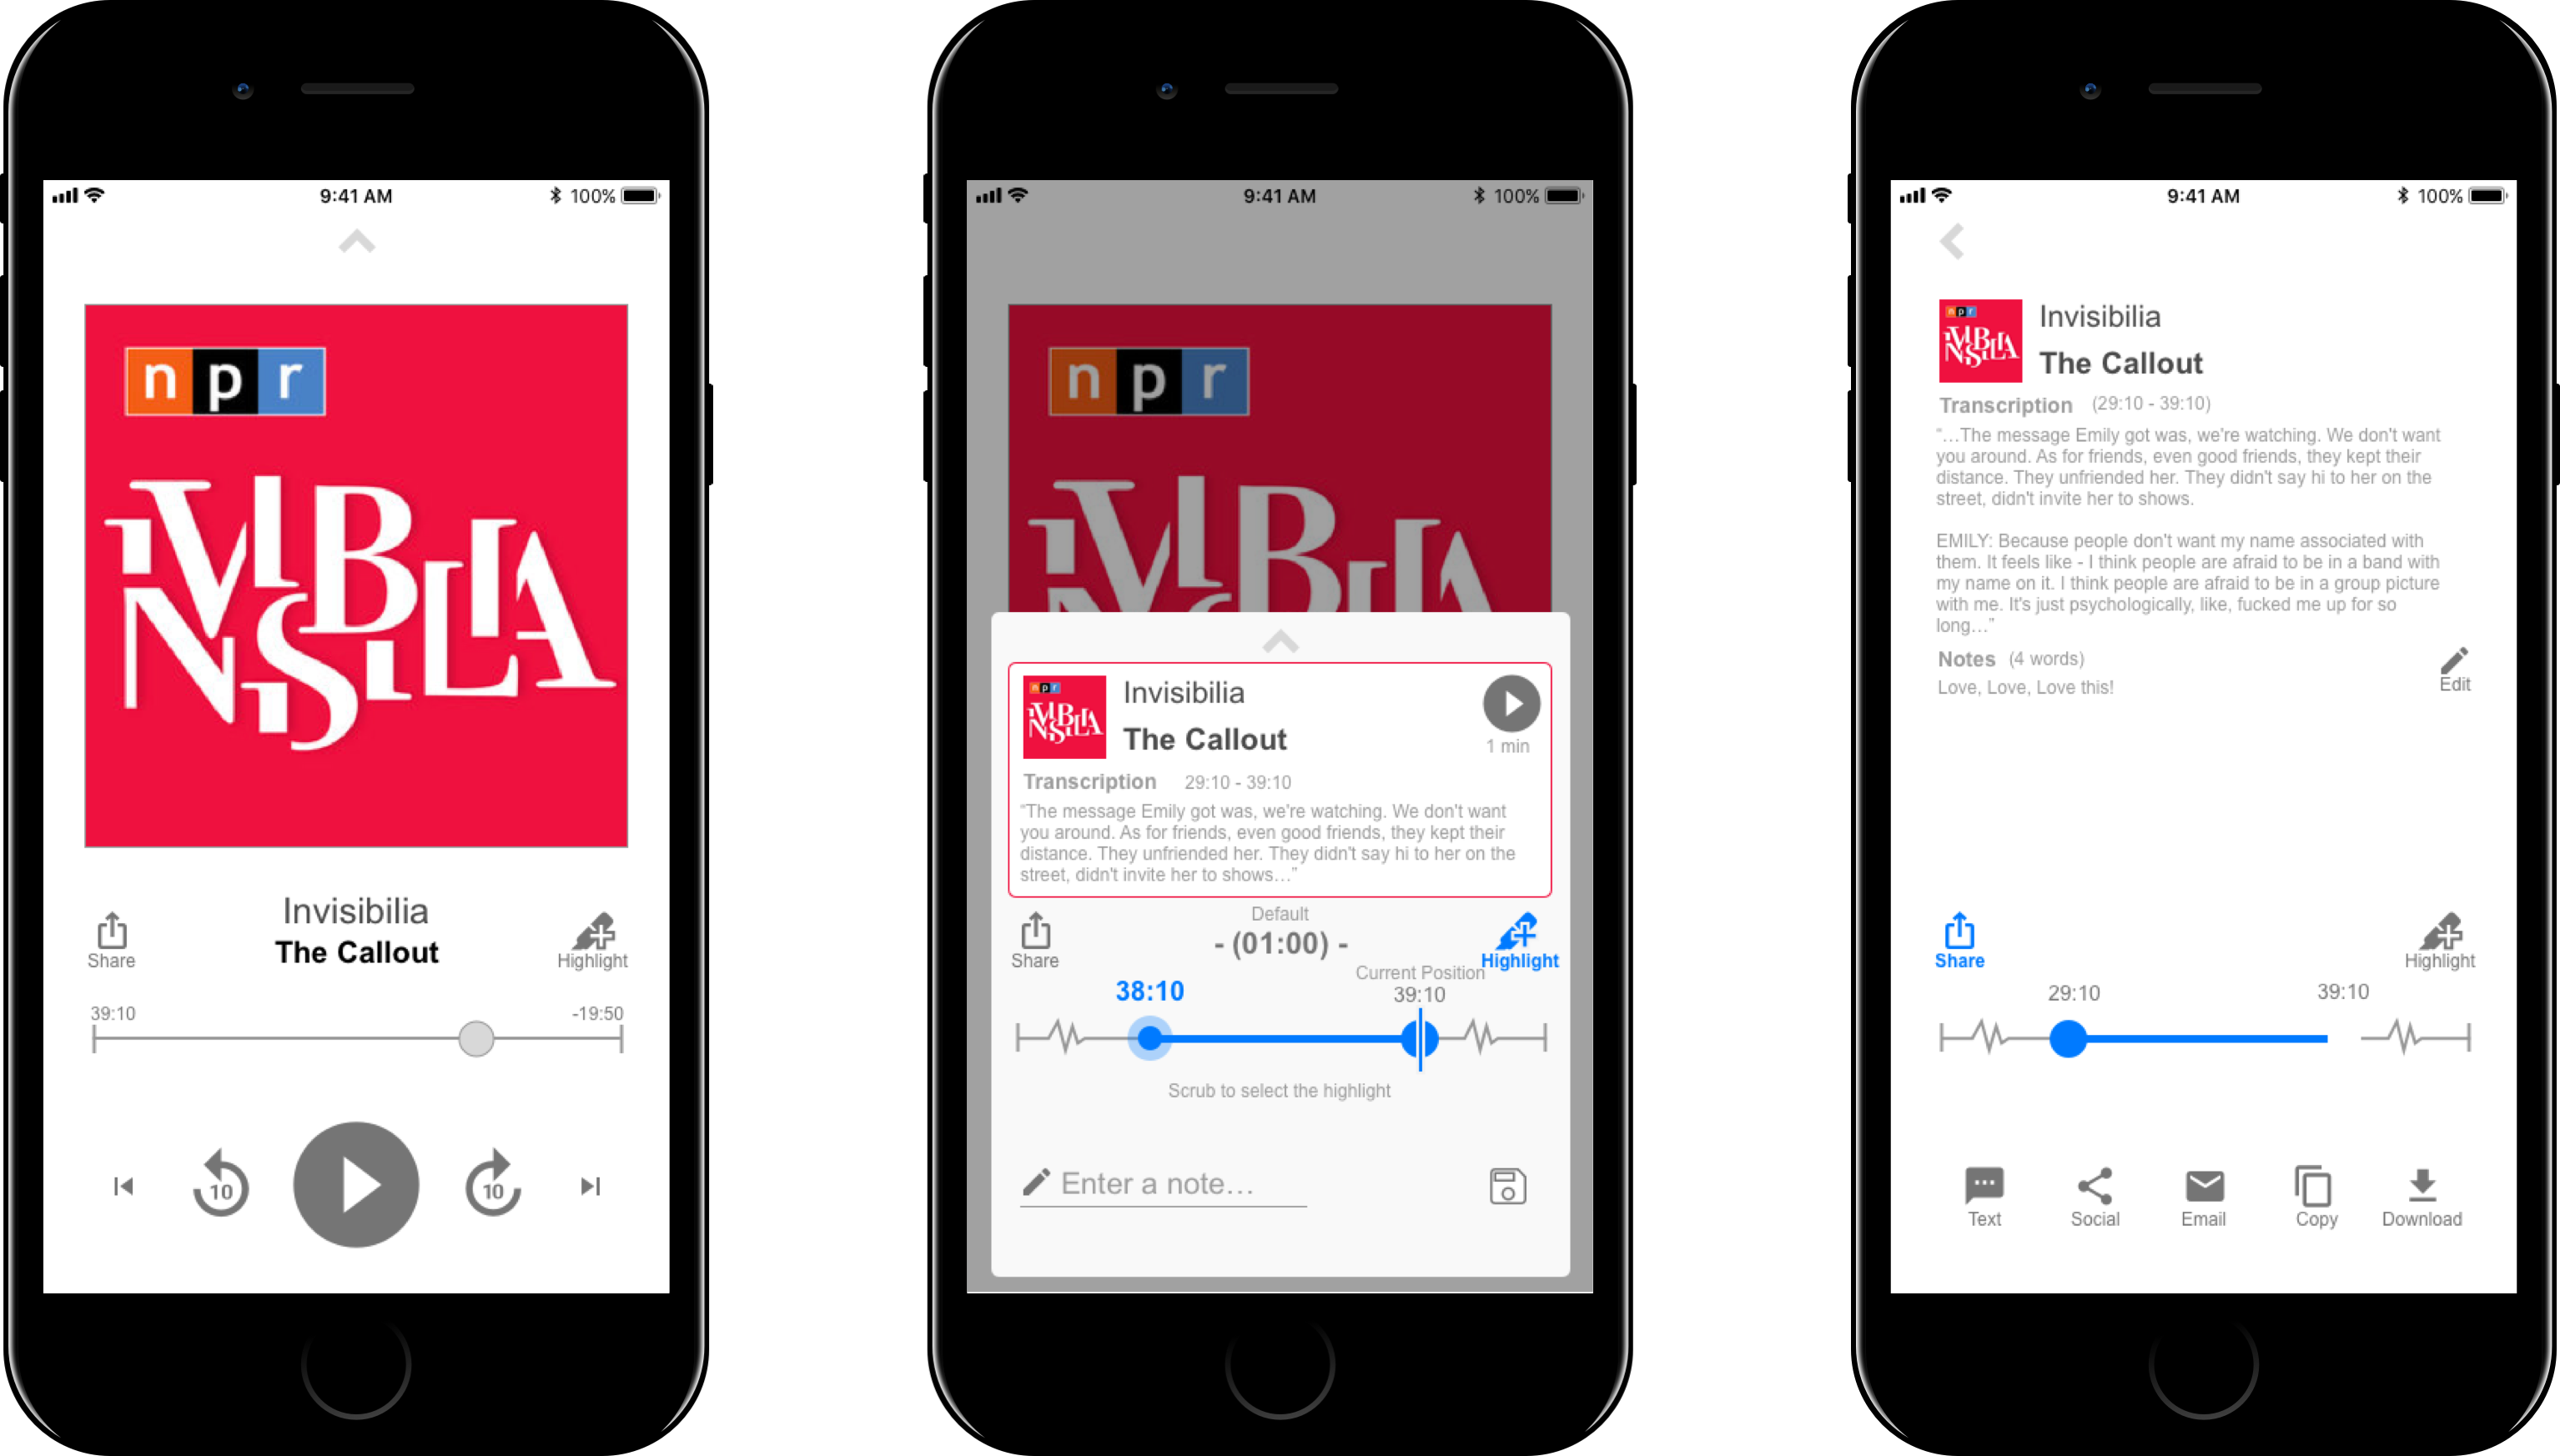 9:41 AM
100%
npr
INVISIBILIA
Share
Invisibilia
The Callout
Highlight
39:10
-19:50
10
10
9:41 AM
100%
npr
npr
INVISIBILIA
Invisibilia
The Callout
1 min
Transcription 29:10 - 39:10
“The message Emily got was, we're watching. We don't want
you around. As for friends, even good friends, they kept their
distance. They unfriended her. They didn't say hi to her on the
street, didn't invite her to shows…”
Share
Default
- (01:00) -
Highlight
38:10
Current Position
39:10
Scrub to select the highlight
Enter a note…
9:41 AM
100%
npr
INVISIBILIA
Invisibilia
The Callout
Transcription (29:10 - 39:10)
“…The message Emily got was, we're watching. We don't want
you around. As for friends, even good friends, they kept their
distance. They unfriended her. They didn't say hi to her on the
street, didn't invite her to shows.
EMILY: Because people don't want my name associated with
them. It feels like - I think people are afraid to be in a band with
my name on it. I think people are afraid to be in a group picture
with me. It's just psychologically, like, fucked me up for so
long…”
Notes (4 words)
Love, Love, Love this!
Edit
Share
Highlight
29:10
39:10
Text
Social
Email
Copy
Download